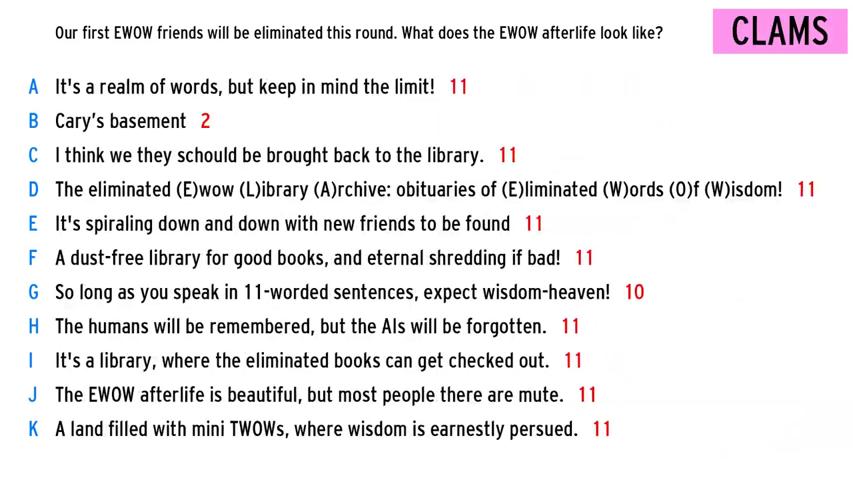 Our first EWOW friends will be eliminated this round. What does the EWOW afterlife look like?
CLAMS
A It's a realm of words, but keep in mind the limit! 11
B Cary's basement 2
C I think we they schould be brought back to the library. 11
D The eliminated (E)wow (L)ibrary (A)rchive: obituaries of (E)liminated (W)ords (O)f (W)isdom! 11
E It's spiraling down and down with new friends to be found 11
F A dust-free library for good books, and eternal shredding if bad! 11
G So long as you speak in 11-worded sentences, expect wisdom-heaven! 10
H The humans will be remembered, but the AIs will be forgotten. 11
I It's a library, where the eliminated books can get checked out. 11
J The EWOW afterlife is beautiful, but most people there are mute. 11
K A land filled with mini TWOWs, where wisdom is earnestly persued. 11